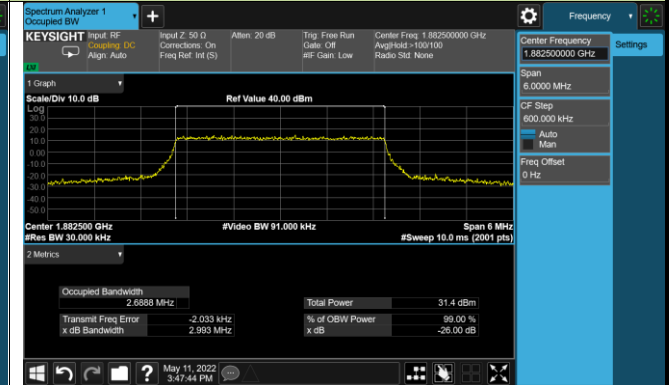 Spectrum Analyzer 1
Occupied BW
Frequency
KEYSIGHT Input: RF Input Z: 50 Ω Atten: 20 dB Trig: Free Run Center Freq: 1.882500000 GHz
Coupling: DC Corrections: On Gate: Off Avg|Hold:>100/100
Align: Auto Freq Ref: Int (S) #IF Gain: Low Radio Std: None
Center Frequency
1.882500000 GHz
Settings
Span
6.0000 MHz
CF Step
600.000 kHz
Auto
Man
Freq Offset
0 Hz
1 Graph
Scale/Div 10.0 dB Ref Value 40.00 dBm
Log
30.0
20.0
10.0
0.00
-10.0
-20.0
-30.0
-40.0
-50.0
Center 1.882500 GHz #Video BW 91.000 kHz Span 6 MHz
#Res BW 30.000 kHz #Sweep 10.0 ms (2001 pts)
2 Metrics
Occupied Bandwidth
2.6888 MHz Total Power 31.4 dBm
Transmit Freq Error -2.033 kHz % of OBW Power 99.00 %
x dB Bandwidth 2.993 MHz x dB -26.00 dB
May 11, 2022
3:47:44 PM